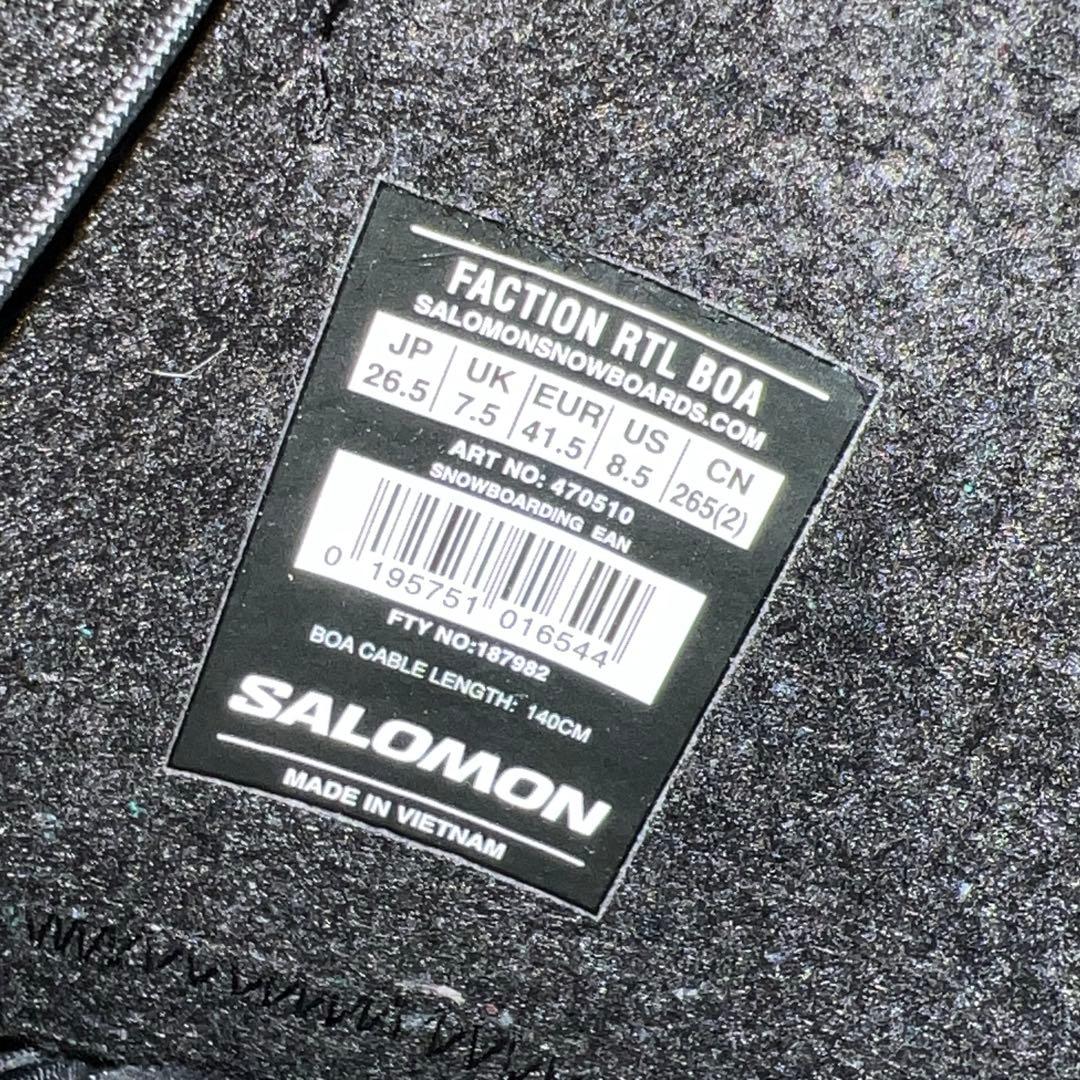 FACTION RTL BOA
SALOMONSNOWBOARDS.COM
JP UK EUR US CN
26.5 7.5 41.5 8.5 265(2)
ART NO: 470510
SNOWBOARDING EAN
0 195751 016544
FTY NO:187982
BOA CABLE LENGTH: 140CM
SALOMON
MADE IN VIETNAM